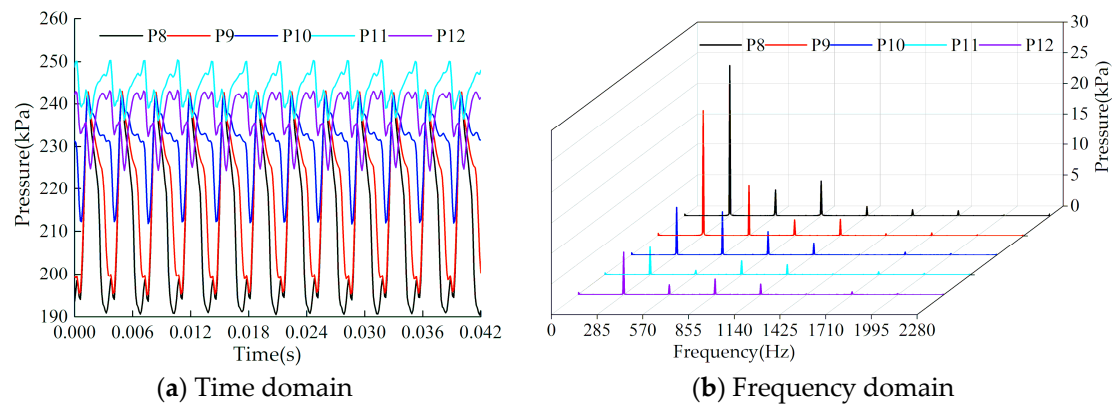 260
250
240
230
220
210
200
190
Pressure(kPa)
P8 P9 P10 P11 P12
0.000 0.006 0.012 0.018 0.024 0.030 0.036 0.042
Time(s)
(a) Time domain
30
25
20
15
10
5
0
Pressure(kPa)
P8 P9 P10 P11 P12
0 285 570 855 1140 1425 1710 1995 2280
Frequency(Hz)
(b) Frequency domain